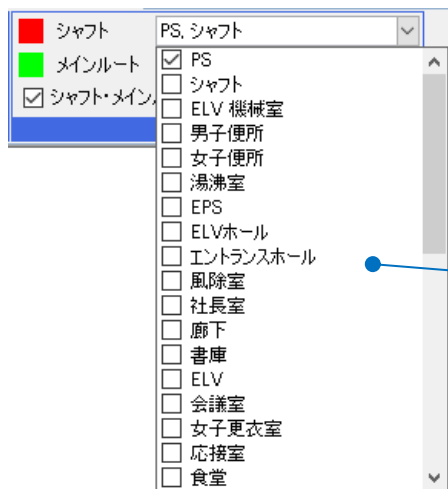 シャフト PS, シャフト
メインルート
シャフト・メイン
PS
シャフト
ELV 機械室
男子便所
女子便所
湯沸室
EPS
ELVホール
エントランスホール
風除室
社長室
廊下
書庫
ELV
会議室
女子更衣室
応接室
食堂